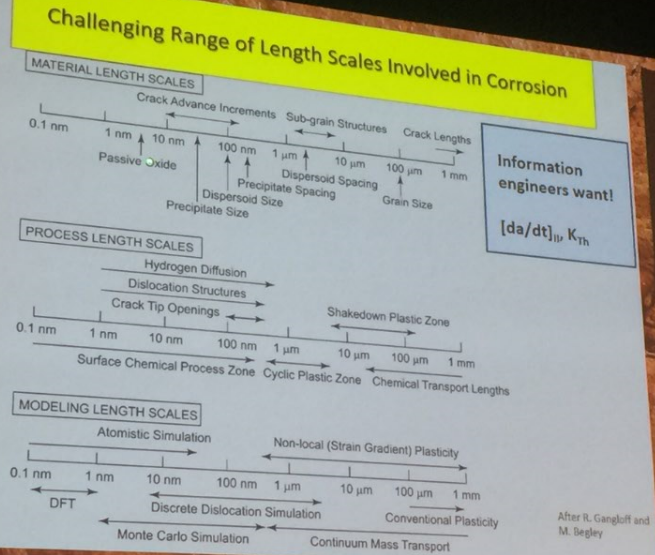 Challenging Range of Length Scales Involved in Corrosion
MATERIAL LENGTH SCALES
Crack Advance Increments
Sub-grain Structures
Crack Lengths
0.1 nm
1 nm
10 nm
100 nm
1 μm
10 μm
100 μm
1 mm
Passive Oxide
Dispersoid Spacing
Precipitate Spacing
Grain Size
Dispersoid Size
Precipitate Size
Information
engineers want!
[da/dt]II, KTh
PROCESS LENGTH SCALES
Hydrogen Diffusion
Dislocation Structures
Crack Tip Openings
Shakedown Plastic Zone
0.1 nm
1 nm
10 nm
100 nm
1 μm
10 μm
100 μm
1 mm
Surface Chemical Process Zone
Cyclic Plastic Zone
Chemical Transport Lengths
MODELING LENGTH SCALES
Atomistic Simulation
Non-local (Strain Gradient) Plasticity
0.1 nm
1 nm
10 nm
100 nm
1 μm
10 μm
100 μm
1 mm
DFT
Discrete Dislocation Simulation
Conventional Plasticity
Monte Carlo Simulation
Continuum Mass Transport
After R. Gangloff and
M. Begley